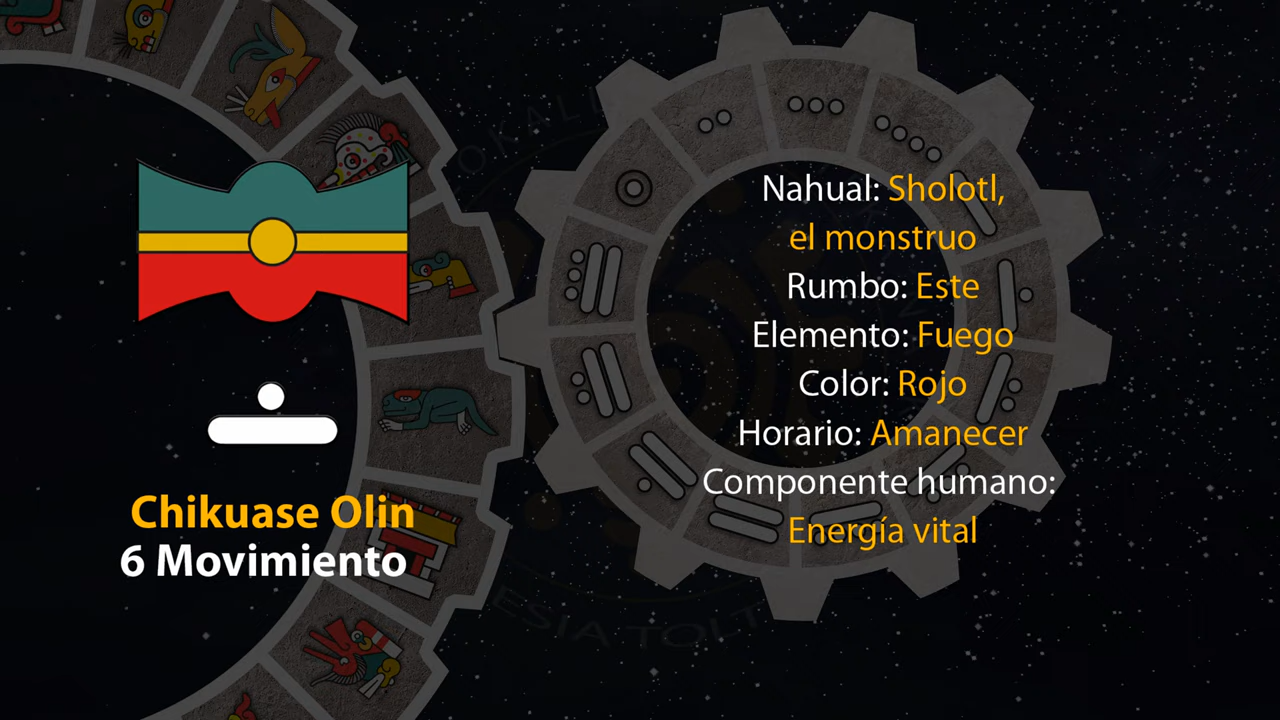 Chikuase Olin
6 Movimiento
Nahual: Sholotl,
el monstruo
Rumbo: Este
Elemento: Fuego
Color: Rojo
Horario: Amanecer
Componente humano:
Energía vital